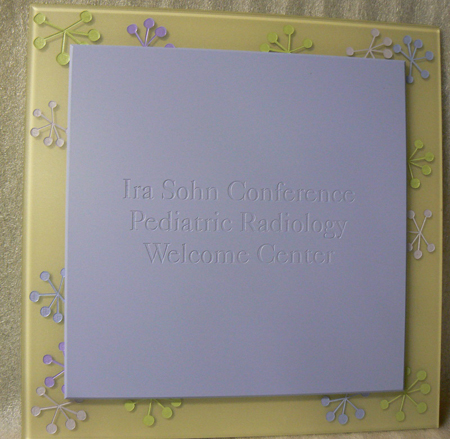 Ira Sohn Conference
Pediatric Radiology
Welcome Center